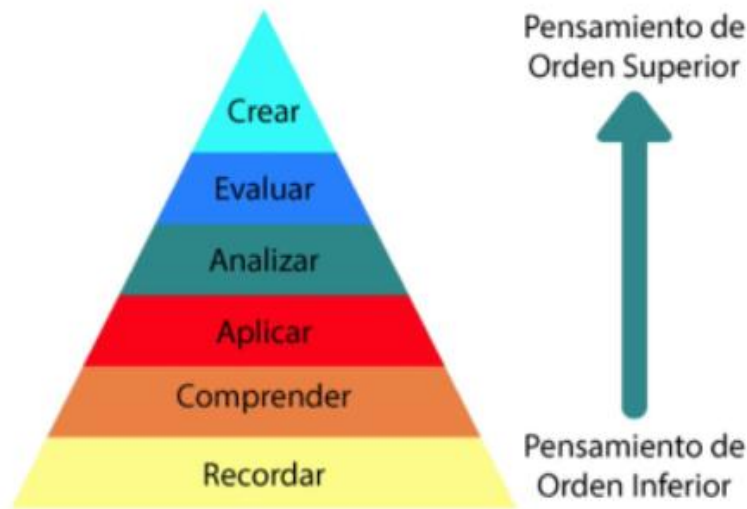 Pensamiento de
Orden Superior
Crear
Evaluar
Analizar
Aplicar
Comprender
Recordar
Pensamiento de
Orden Inferior